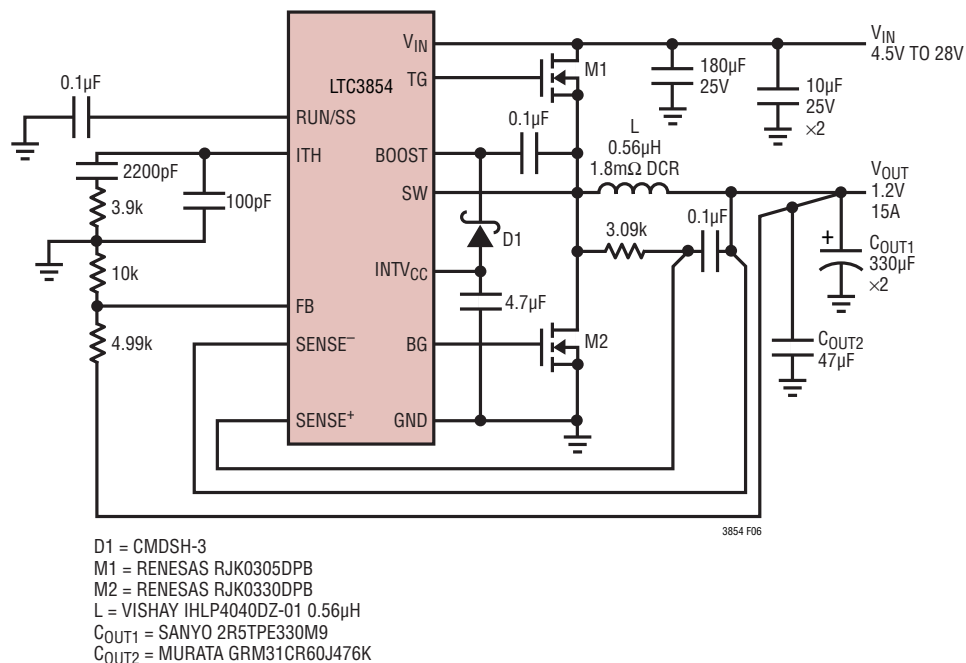 V_IN
4.5V TO 28V
V_IN
TG
LTC3854
M1
180µF
25V
10µF
25V
×2
0.1µF
RUN/SS
0.1µF
L
0.56µH
1.8mΩ DCR
ITH
BOOST
2200pF
100pF
3.9k
SW
V_OUT
1.2V
15A
D1
3.09k
0.1µF
+
C_OUT1
330µF
×2
10k
INTV_CC
4.7µF
FB
4.99k
SENSE⁻
BG
M2
C_OUT2
47µF
SENSE⁺
GND
3854 F06
D1 = CMDSH-3
M1 = RENESAS RJK0305DPB
M2 = RENESAS RJK0330DPB
L = VISHAY IHLP4040DZ-01 0.56µH
C_OUT1 = SANYO 2R5TPE330M9
C_OUT2 = MURATA GRM31CR60J476K